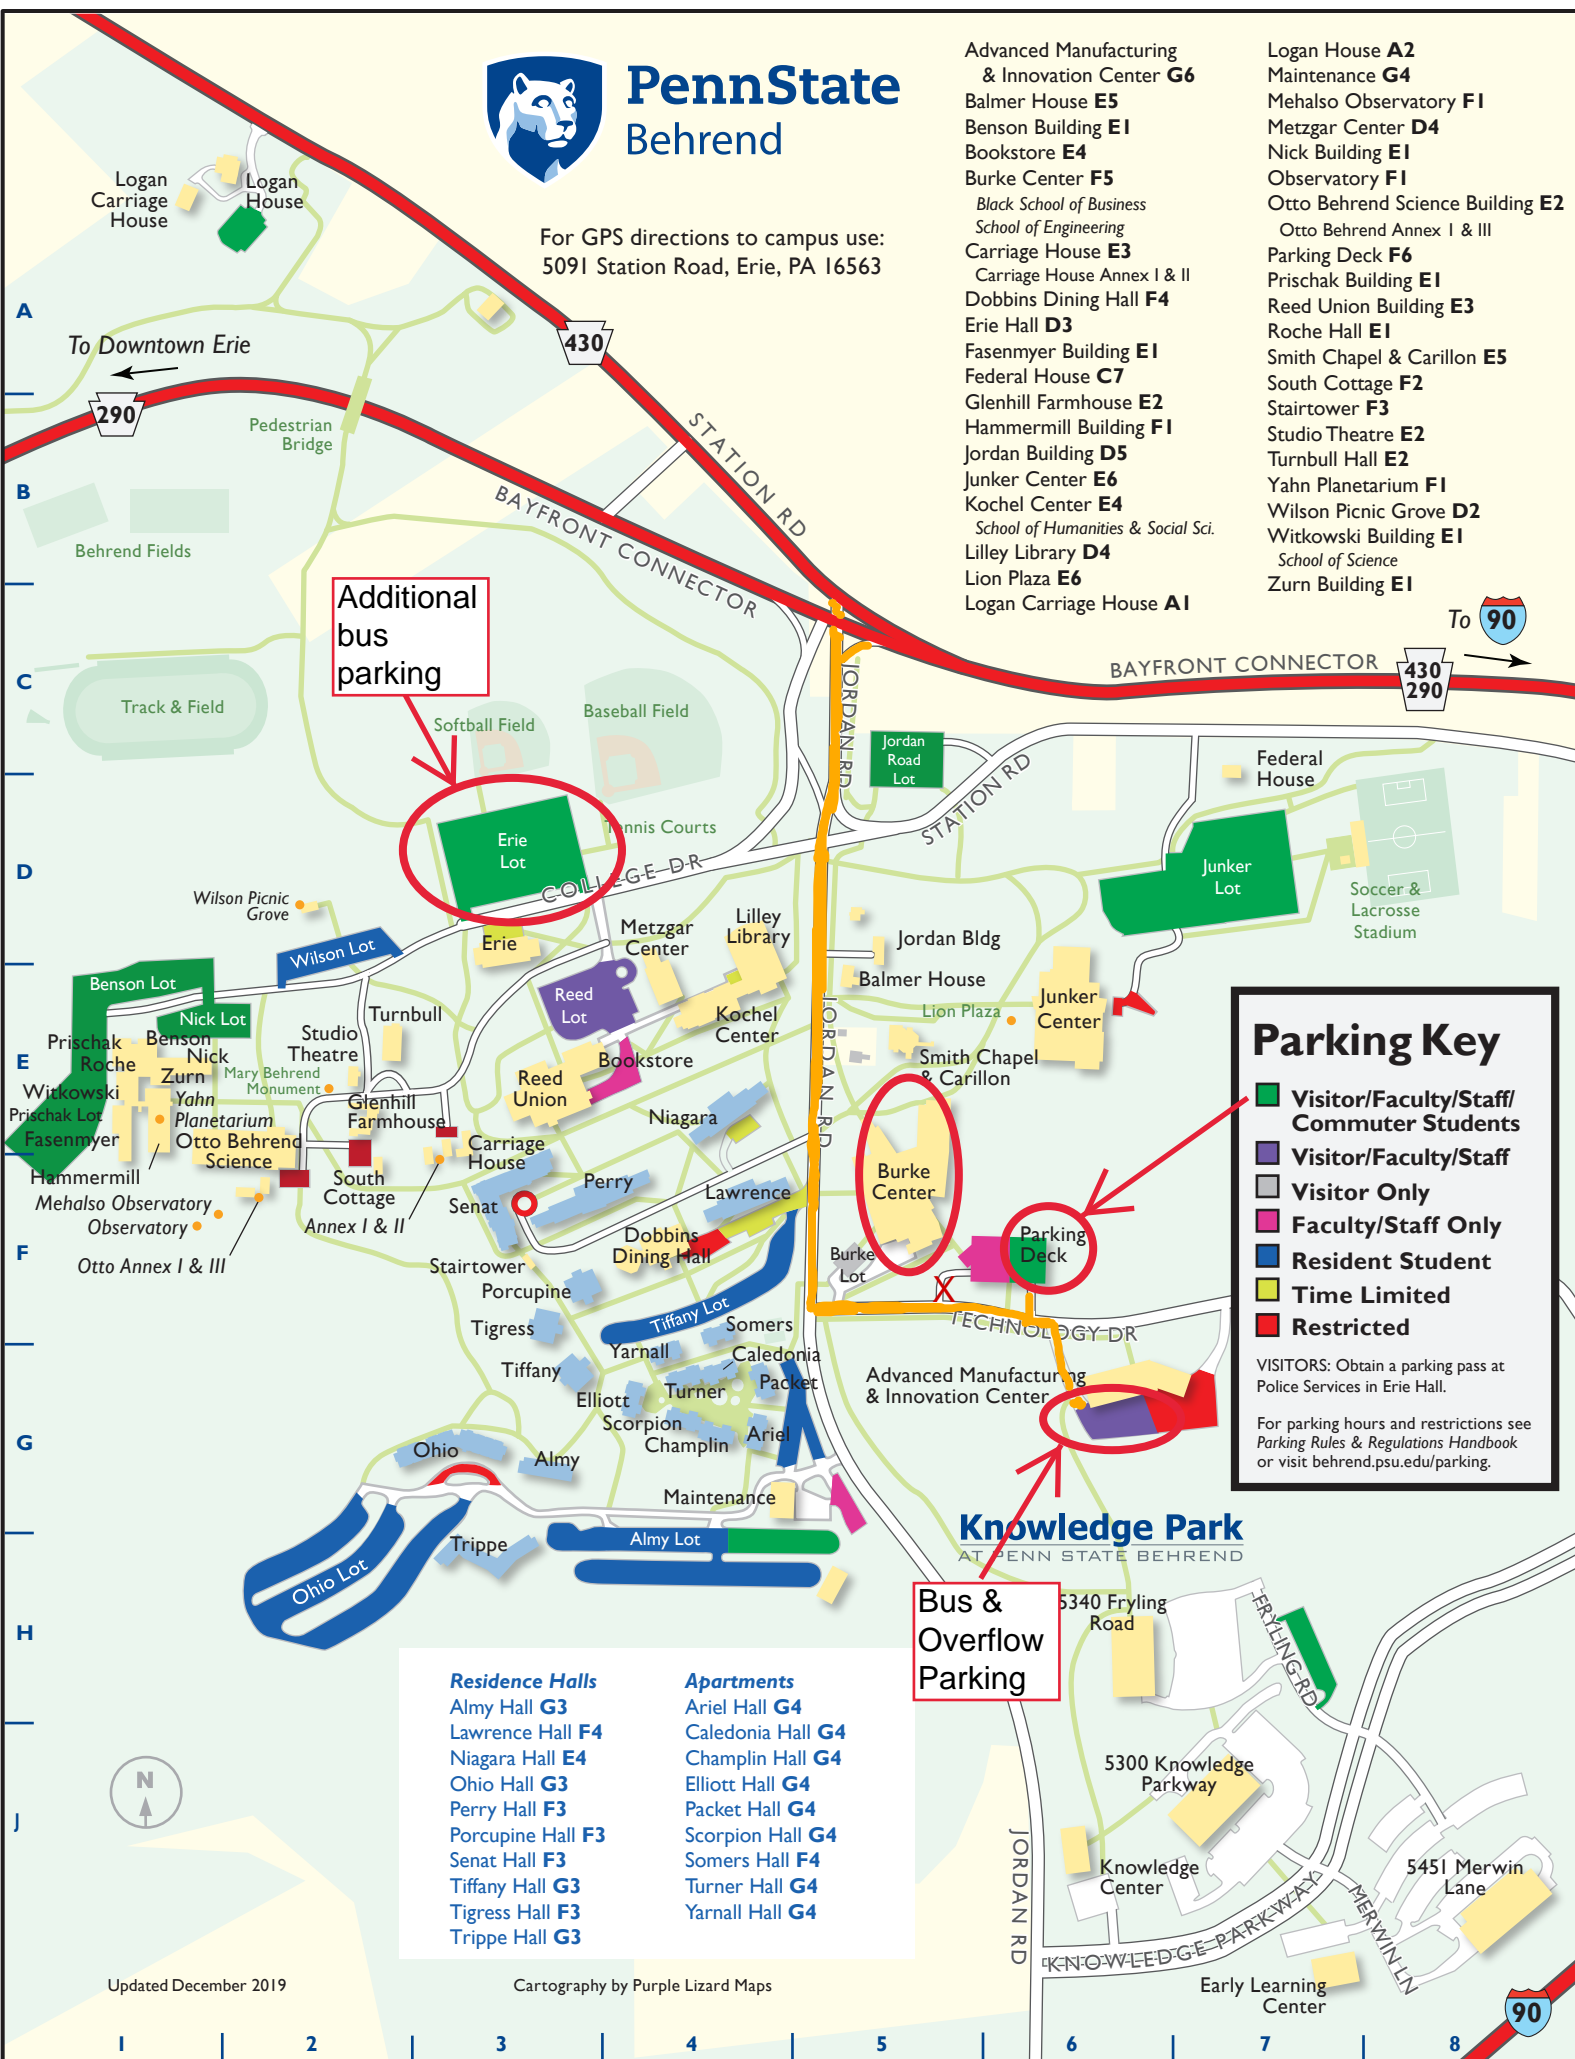 PennState
Behrend
For GPS directions to campus use:
5091 Station Road, Erie, PA 16563
Advanced Manufacturing
& Innovation Center G6
Balmer House E5
Benson Building E1
Bookstore E4
Burke Center F5
Black School of Business
School of Engineering
Carriage House E3
Carriage House Annex I & II
Dobbins Dining Hall F4
Erie Hall D3
Fasenmyer Building E1
Federal House C7
Glenhill Farmhouse E2
Hammermill Building F1
Jordan Building D5
Junker Center E6
Kochel Center E4
School of Humanities & Social Sci.
Lilley Library D4
Lion Plaza E6
Logan Carriage House A1
Logan House A2
Maintenance G4
Mehalso Observatory F1
Metzgar Center D4
Nick Building E1
Observatory F1
Otto Behrend Science Building E2
Otto Behrend Annex I & III
Parking Deck F6
Prischak Building E1
Reed Union Building E3
Roche Hall E1
Smith Chapel & Carillon E5
South Cottage F2
Stairtower F3
Studio Theatre E2
Turnbull Hall E2
Yahn Planetarium F1
Wilson Picnic Grove D2
Witkowski Building E1
School of Science
Zurn Building E1
To 90
Logan
Carriage
House
Logan
House
A
To Downtown Erie
430
290
Pedestrian
Bridge
STATION RD
B
BAYFRONT CONNECTOR
Behrend Fields
Additional
bus
parking
BAYFRONT CONNECTOR
430
290
C
Track & Field
Softball Field
Baseball Field
JORDAN RD
Jordan
Road
Lot
STATION RD
Federal
House
Erie
Lot
Tennis Courts
COLLEGE DR
D
Junker
Lot
Soccer &
Lacrosse
Stadium
Wilson Picnic
Grove
Wilson Lot
Erie
Metzgar
Center
Lilley
Library
Jordan Bldg
Balmer House
Benson Lot
Nick Lot
Reed
Lot
Kochel
Center
JORDAN RD
Lion Plaza
Junker
Center
Turnbull
Studio
Theatre
Prischak
Benson
Roche
Nick
E
Zurn
Mary Behrend
Monument
Bookstore
Smith Chapel
& Carillon
Witkowski
Yahn
Planetarium
Prischak Lot
Fasenmyer
Glenhill
Farmhouse
Reed
Union
Niagara
Otto Behrend
Science
Carriage
House
Hammermill
South
Cottage
Mehalso Observatory
Observatory
Annex I & II
Otto Annex I & III
Senat
Perry
Lawrence
Burke
Center
F
Dobbins
Dining Hall
Stairtower
Porcupine
Burke
Lot
Parking
Deck
X
Tiffany Lot
TECHNOLOGY DR
Tigress
Somers
Yarnall
Caledonia
Tiffany
Turner
Packet
Elliott
Scorpion
Champlin
Ariel
Advanced Manufacturing
& Innovation Center
G
Ohio
Almy
Maintenance
Trippe
Almy Lot
Ohio Lot
Parking Key
Visitor/Faculty/Staff/
Commuter Students
Visitor/Faculty/Staff
Visitor Only
Faculty/Staff Only
Resident Student
Time Limited
Restricted
VISITORS: Obtain a parking pass at
Police Services in Erie Hall.
For parking hours and restrictions see
Parking Rules & Regulations Handbook
or visit behrend.psu.edu/parking.
Knowledge Park
AT PENN STATE BEHREND
Bus &
Overflow
Parking
5340 Fryling
Road
FRYLING RD
H
Residence Halls
Almy Hall G3
Lawrence Hall F4
Niagara Hall E4
Ohio Hall G3
Perry Hall F3
Porcupine Hall F3
Senat Hall F3
Tiffany Hall G3
Tigress Hall F3
Trippe Hall G3
Apartments
Ariel Hall G4
Caledonia Hall G4
Champlin Hall G4
Elliott Hall G4
Packet Hall G4
Scorpion Hall G4
Somers Hall F4
Turner Hall G4
Yarnall Hall G4
N
J
5300 Knowledge
Parkway
Knowledge
Center
JORDAN RD
KNOWLEDGE PARKWAY
MERWIN LN
5451 Merwin
Lane
Early Learning
Center
90
Updated December 2019
Cartography by Purple Lizard Maps
1 2 3 4 5 6 7 8